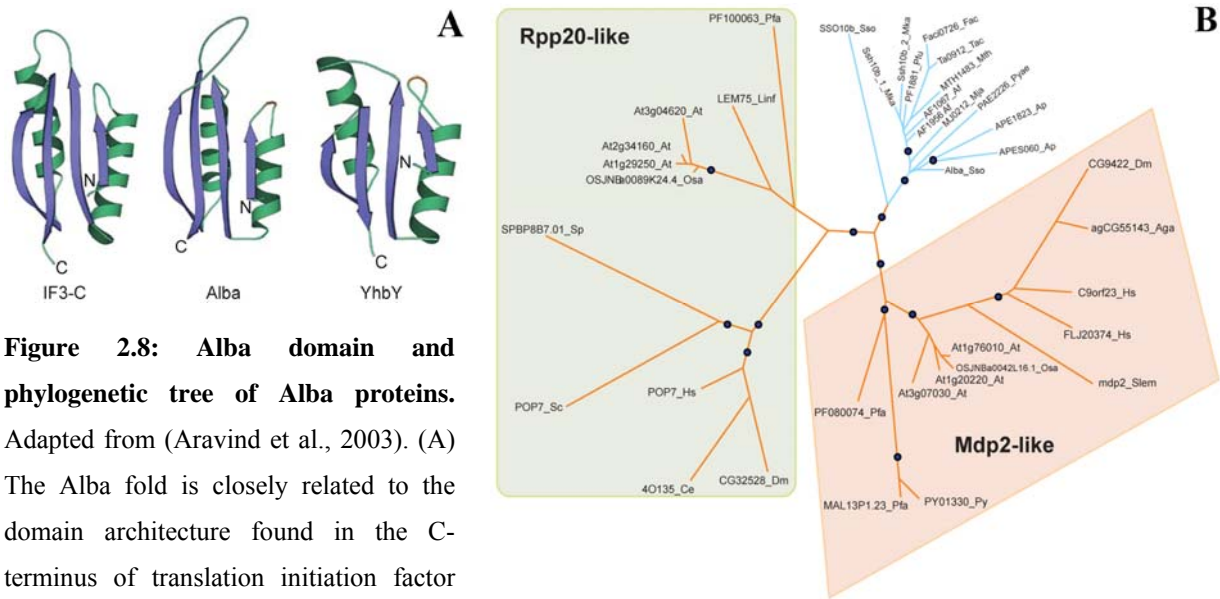 A
N
C
IF3-C
N
C
Alba
N
C
YhbY
Figure 2.8: Alba domain and
phylogenetic tree of Alba proteins.
Adapted from (Aravind et al., 2003). (A)
The Alba fold is closely related to the
domain architecture found in the C-
terminus of translation initiation factor
B
Rpp20-like
PF100063_Pfa
LEM75_Linf
At3g04620_At
At2g34160_At
At1g29250_At
OSJNBa0089K24.4_Osa
SPBP8B7.01_Sp
POP7_Sc
POP7_Hs
4O135_Ce
CG32528_Dm
SSO10b_Sso
Ssh10b_1_Mka
Ssh10b_2_Mka
PF1881_Pfu
Faci0726_Fac
Ta0912_Tac
MTH1483_Mth
AF1067_Af
AF1956_Af
MJ0212_Mja
PAE2226_Pyae
APE1823_Ap
APES060_Ap
Alba_Sso
CG9422_Dm
agCG55143_Aga
C9orf23_Hs
FLJ20374_Hs
mdp2_Slem
At1g76010_At
OSJNBa0042L16.1_Osa
At1g20220_At
At3g07030_At
PF080074_Pfa
Mdp2-like
MAL13P1.23_Pfa
PY01330_Py